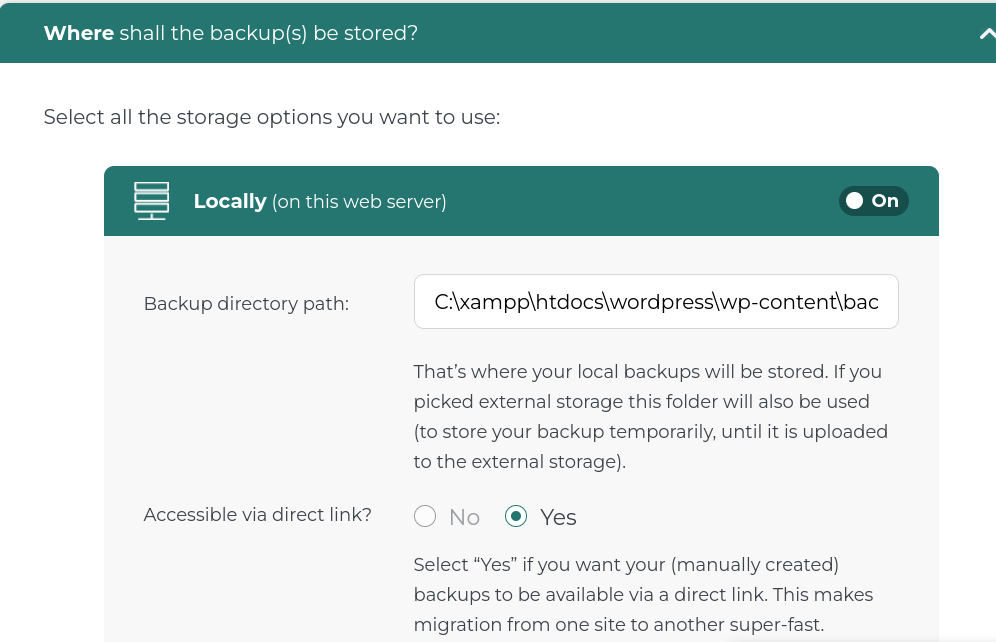 Where shall the backup(s) be stored?
Select all the storage options you want to use:
Locally (on this web server)
On
Backup directory path:
C:\xampp\htdocs\wordpress\wp-content\bac
That’s where your local backups will be stored. If you
picked external storage this folder will also be used
(to store your backup temporarily, until it is uploaded
to the external storage).
Accessible via direct link?
No
Yes
Select “Yes” if you want your (manually created)
backups to be available via a direct link. This makes
migration from one site to another super-fast.